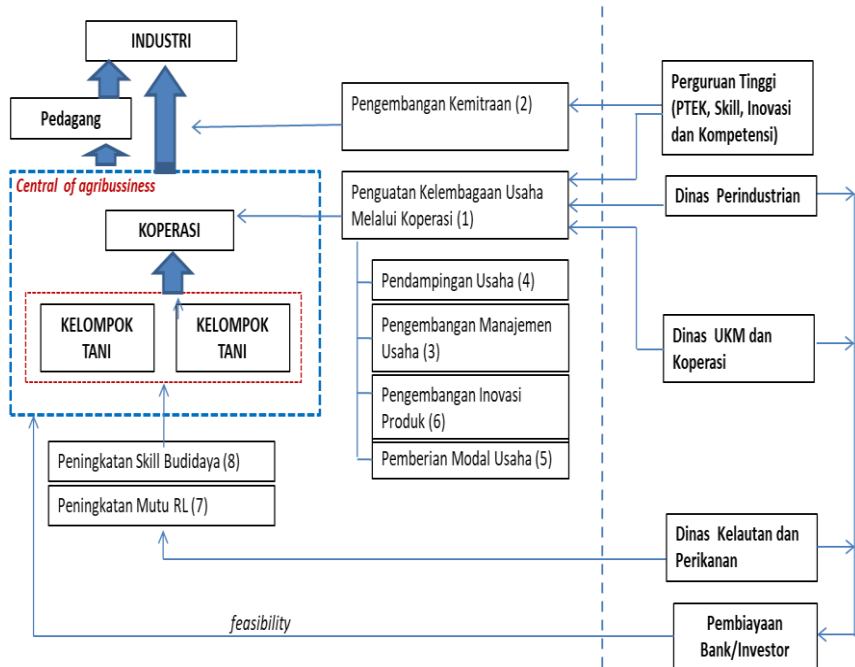 INDUSTRI
Pedagang
Central of agribussiness
KOPERASI
KELOMPOK
TANI
KELOMPOK
TANI
Peningkatan Skill Budidaya (8)
Peningkatan Mutu RL (7)
feasibility
Pengembangan Kemitraan (2)
Penguatan Kelembagaan Usaha
Melalui Koperasi (1)
Pendampingan Usaha (4)
Pengembangan Manajemen
Usaha (3)
Pengembangan Inovasi
Produk (6)
Pemberian Modal Usaha (5)
Perguruan Tinggi
(PTEK, Skill, Inovasi
dan Kompetensi)
Dinas Perindustrian
Dinas UKM dan
Koperasi
Dinas Kelautan dan
Perikanan
Pembiayaan
Bank/Investor